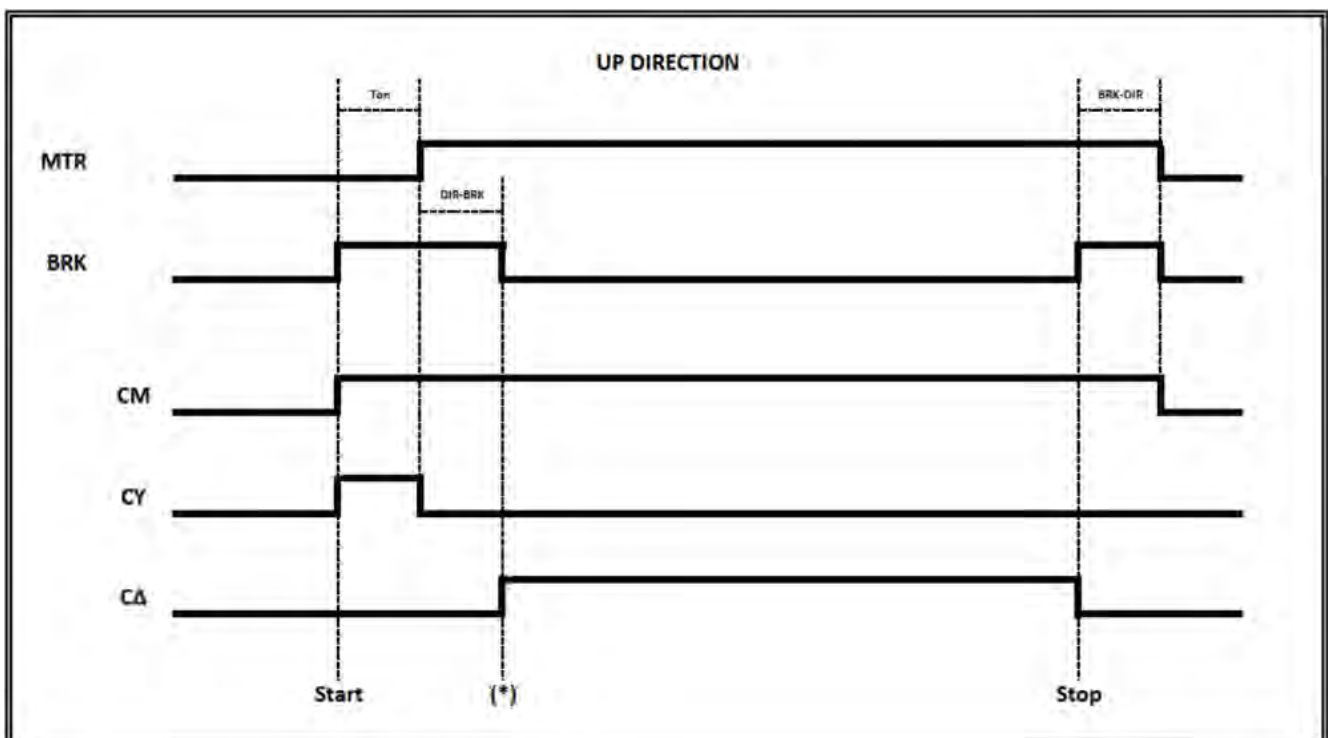 UP DIRECTION
Ton
BRK-DIR
MTR
DIR-BRK
BRK
CM
CY
CΔ
Start
(*)
Stop